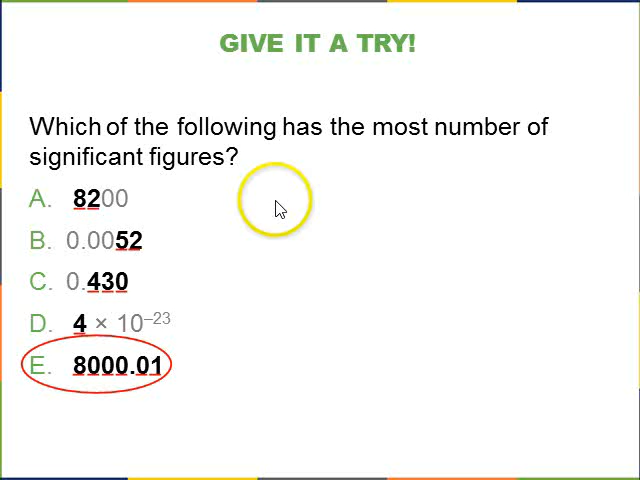 GIVE IT A TRY!
Which of the following has the most number of
significant figures?
A. 8200
B. 0.0052
C. 0.430
D. 4 × 10⁻²³
E. 8000.01